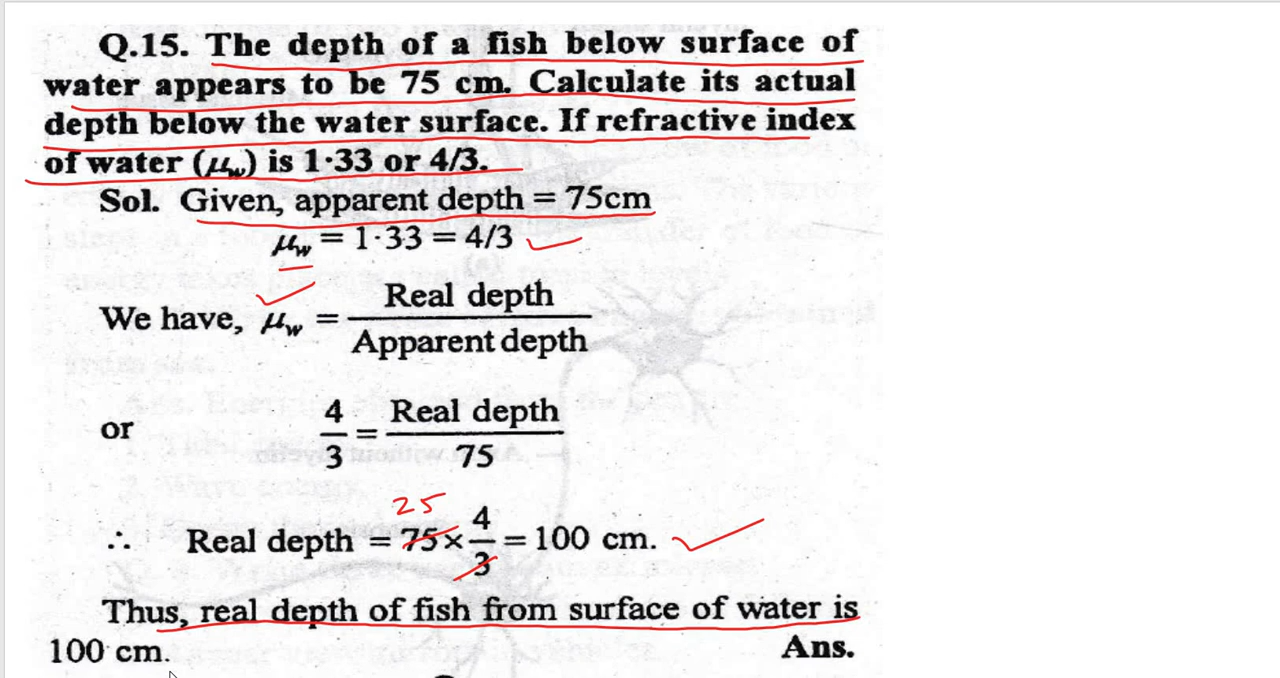 Q.15. The depth of a fish below surface of
water appears to be 75 cm. Calculate its actual
depth below the water surface. If refractive index
of water (μw) is 1·33 or 4/3.
Sol. Given, apparent depth = 75cm
μw = 1·33 = 4/3
We have, μw = Real depth / Apparent depth
or 4/3 = Real depth / 75
25
∴ Real depth = 75 × 4/3 = 100 cm.
Thus, real depth of fish from surface of water is
100 cm. Ans.